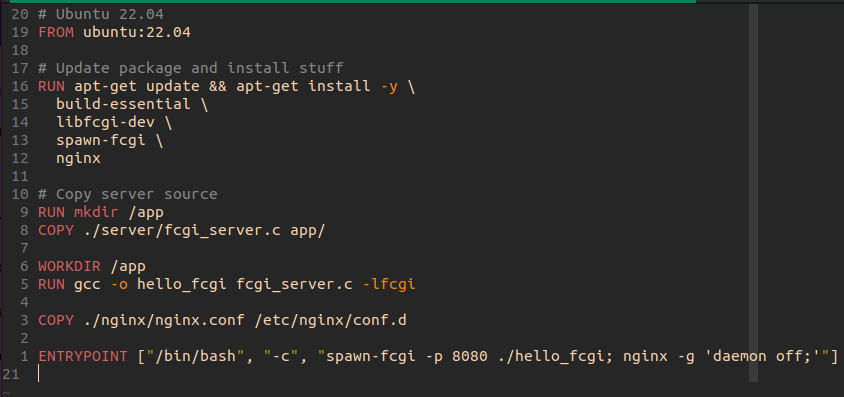 20 # Ubuntu 22.04
19 FROM ubuntu:22.04
18
17 # Update package and install stuff
16 RUN apt-get update && apt-get install -y \
15   build-essential \
14   libfcgi-dev \
13   spawn-fcgi \
12   nginx
11
10 # Copy server source
9 RUN mkdir /app
8 COPY ./server/fcgi_server.c app/
7
6 WORKDIR /app
5 RUN gcc -o hello_fcgi fcgi_server.c -lfcgi
4
3 COPY ./nginx/nginx.conf /etc/nginx/conf.d
2
1 ENTRYPOINT ["/bin/bash", "-c", "spawn-fcgi -p 8080 ./hello_fcgi; nginx -g 'daemon off;'"]
21
~